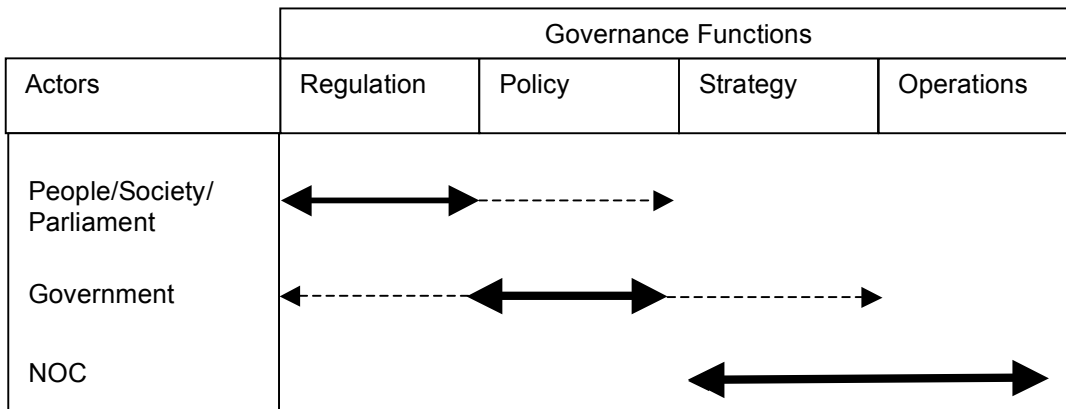 Governance Functions
Actors
Regulation
Policy
Strategy
Operations
People/Society/
Parliament
Government
NOC